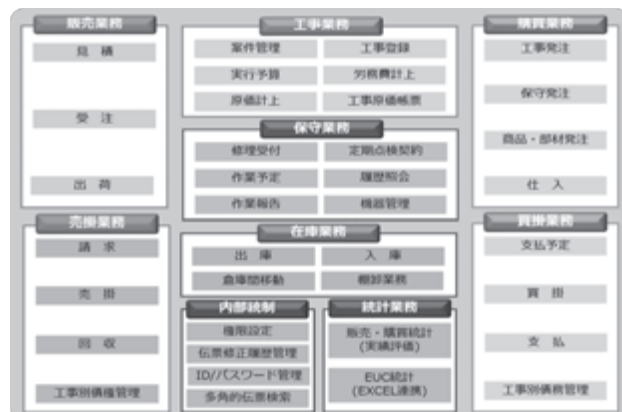 販売業務
見 積
受 注
出 荷
売掛業務
請 求
売 掛
回 収
工事別債権管理
工事業務
案件管理
工事登録
実行予算
労務費計上
原価計上
工事原価帳票
保守業務
修理受付
定期点検契約
作業予定
履歴照会
作業報告
機器管理
在庫業務
出 庫
入 庫
倉庫間移動
棚卸業務
内部統制
権限設定
伝票修正履歴管理
ID/パスワード管理
多角的伝票検索
統計業務
販売・購買統計
(実績評価)
EUC統計
(EXCEL連携)
購買業務
工事発注
保守発注
商品・部材発注
仕 入
買掛業務
支払予定
買 掛
支 払
工事別債務管理